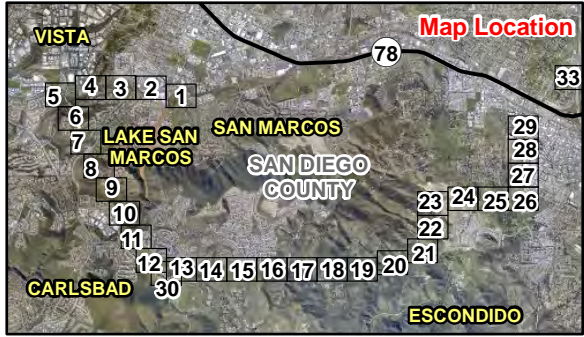 Map Location
VISTA
78
33
5 4 3 2 1
6
29
7
LAKE SAN
MARCOS
SAN MARCOS
28
8
SAN DIEGO
COUNTY
27
9
23 24 25 26
10
22
11
21
12 13 14 15 16 17 18 19 20
30
CARLSBAD
ESCONDIDO